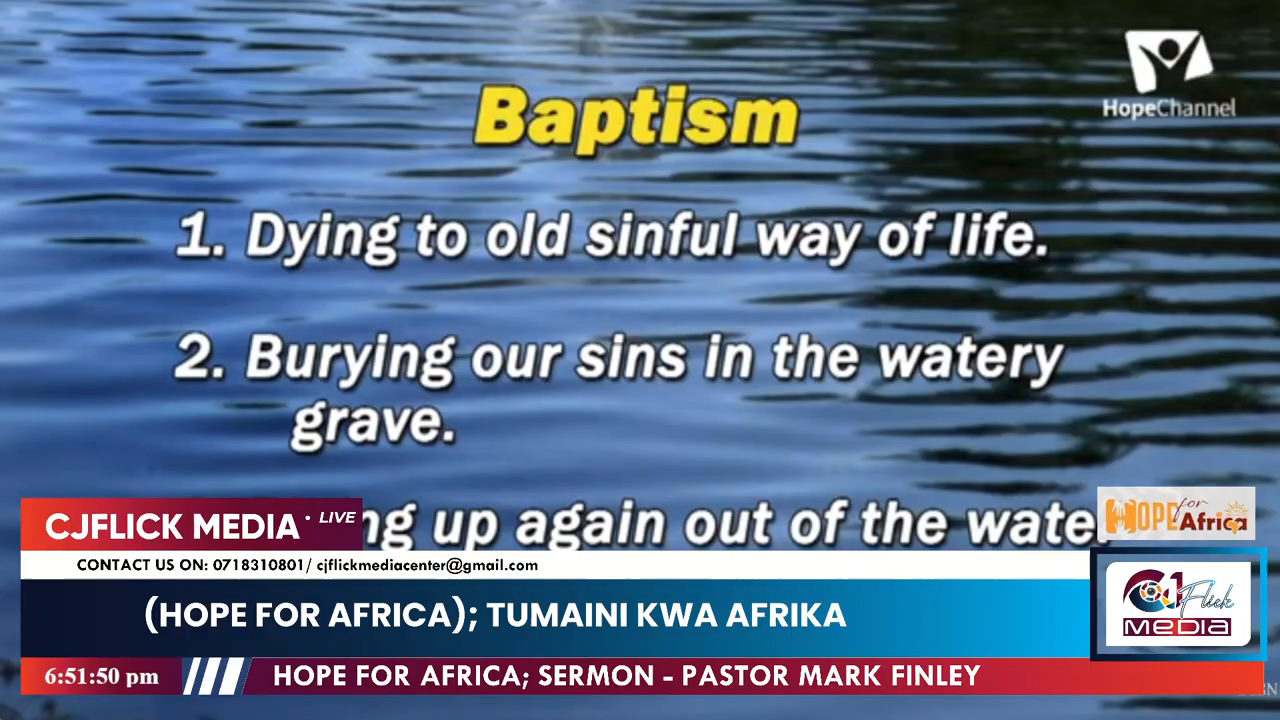 HopeChannel
Baptism
1. Dying to old sinful way of life.
2. Burying our sins in the watery
grave.
up again out of the
HOPE for Africa
CJFLICK MEDIA • LIVE
CONTACT US ON: 0718310801/ cjflickmediacenter@gmail.com
Flick
MEDIA
(HOPE FOR AFRICA); TUMAINI KWA AFRIKA
6:51:50 pm
HOPE FOR AFRICA; SERMON - PASTOR MARK FINLEY